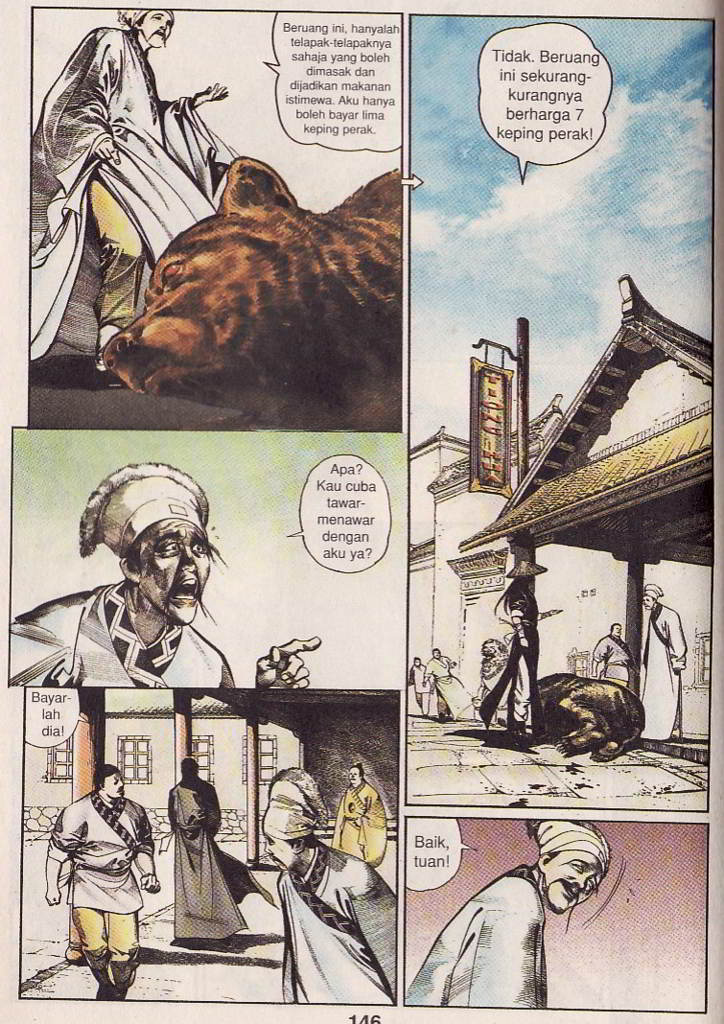 Beruang ini, hanyalah
telapak-telapaknya
sahaja yang boleh
dimasak dan
dijadikan makanan
istimewa. Aku hanya
boleh bayar lima
keping perak.
Tidak. Beruang
ini sekurang-
kurangnya
berharga 7
keping perak!
Apa?
Kau cuba
tawar-
menawar
dengan
aku ya?
Bayar-
lah
dia!
Baik,
tuan!
146